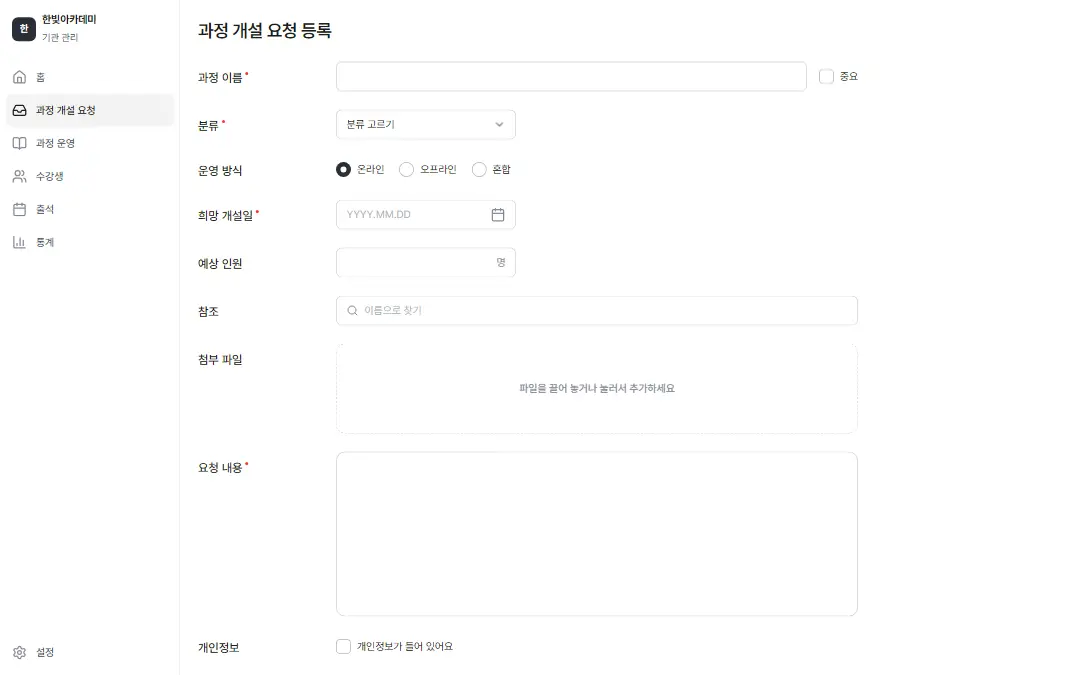 한
한빛아카데미
기관 관리
홈
과정 개설 요청
과정 운영
수강생
출석
통계
설정
과정 개설 요청 등록
과정 이름 *
중요
분류 *
분류 고르기
운영 방식
온라인 오프라인 혼합
희망 개설일 *
YYYY.MM.DD
예상 인원
명
참조
이름으로 찾기
첨부 파일
파일을 끌어 놓거나 눌러서 추가하세요
요청 내용 *
개인정보
개인정보가 들어 있어요